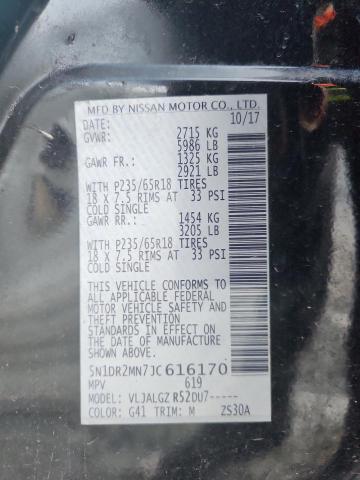 MFD BY NISSAN MOTOR CO., LTD.
DATE: 10/17
GVWR: 2715 KG
5986 LB
GAWR FR.: 1325 KG
2921 LB
WITH P235/65R18 TIRES
18 X 7.5 RIMS AT 33 PSI
COLD SINGLE
GAWR RR.: 1454 KG
3205 LB
WITH P235/65R18 TIRES
18 X 7.5 RIMS AT 33 PSI
COLD SINGLE
THIS VEHICLE CONFORMS TO
ALL APPLICABLE FEDERAL
MOTOR VEHICLE SAFETY AND
THEFT PREVENTION
STANDARDS IN EFFECT ON
THE DATE OF MANUFACTURE
SHOWN ABOVE.
5N1DR2MN7JC616170
MPV 619
MODEL: VLJALGZ R52DU7-----
COLOR: G41 TRIM: M ZS30A